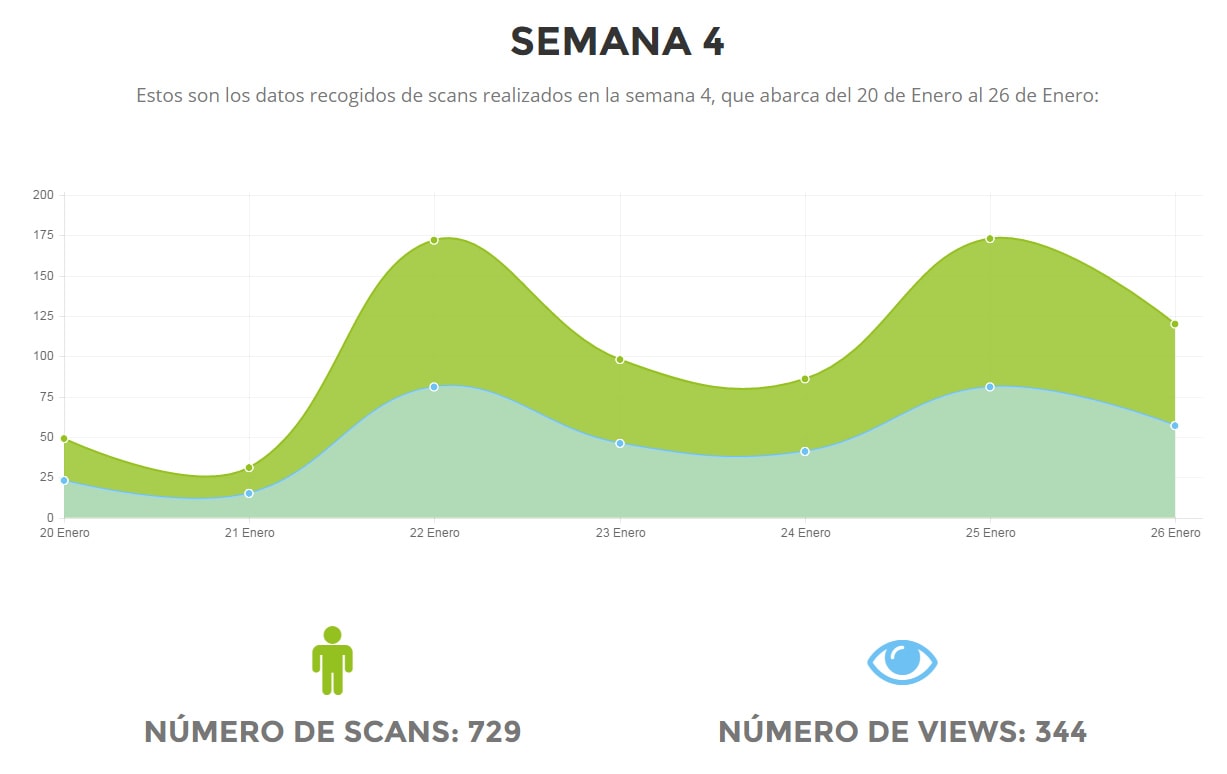 SEMANA 4
Estos son los datos recogidos de scans realizados en la semana 4, que abarca del 20 de Enero al 26 de Enero:
200
175
150
125
100
75
50
25
0
20 Enero 21 Enero 22 Enero 23 Enero 24 Enero 25 Enero 26 Enero
NÚMERO DE SCANS: 729 NÚMERO DE VIEWS: 344